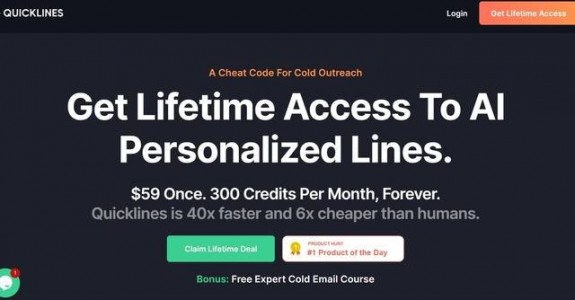 QUICKLINES
Login
Get Lifetime Access
A Cheat Code For Cold Outreach
Get Lifetime Access To AI
Personalized Lines.
$59 Once. 300 Credits Per Month, Forever.
Quicklines is 40x faster and 6x cheaper than humans.
Claim Lifetime Deal
PRODUCT HUNT
#1 Product of the Day
Bonus: Free Expert Cold Email Course
1